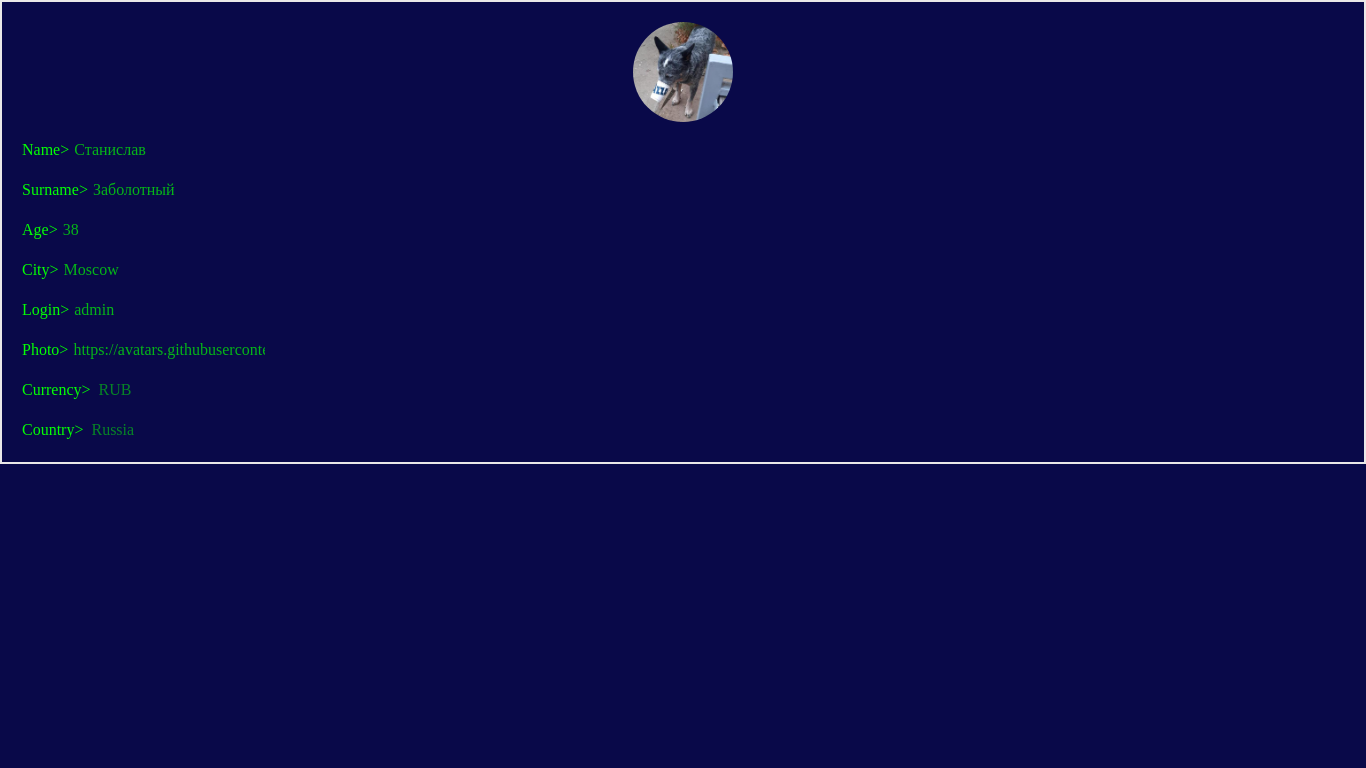 Name> Станислав
Surname> Заболотный
Age> 38
City> Moscow
Login> admin
Photo> https://avatars.githubuserconte
Currency> RUB
Country> Russia